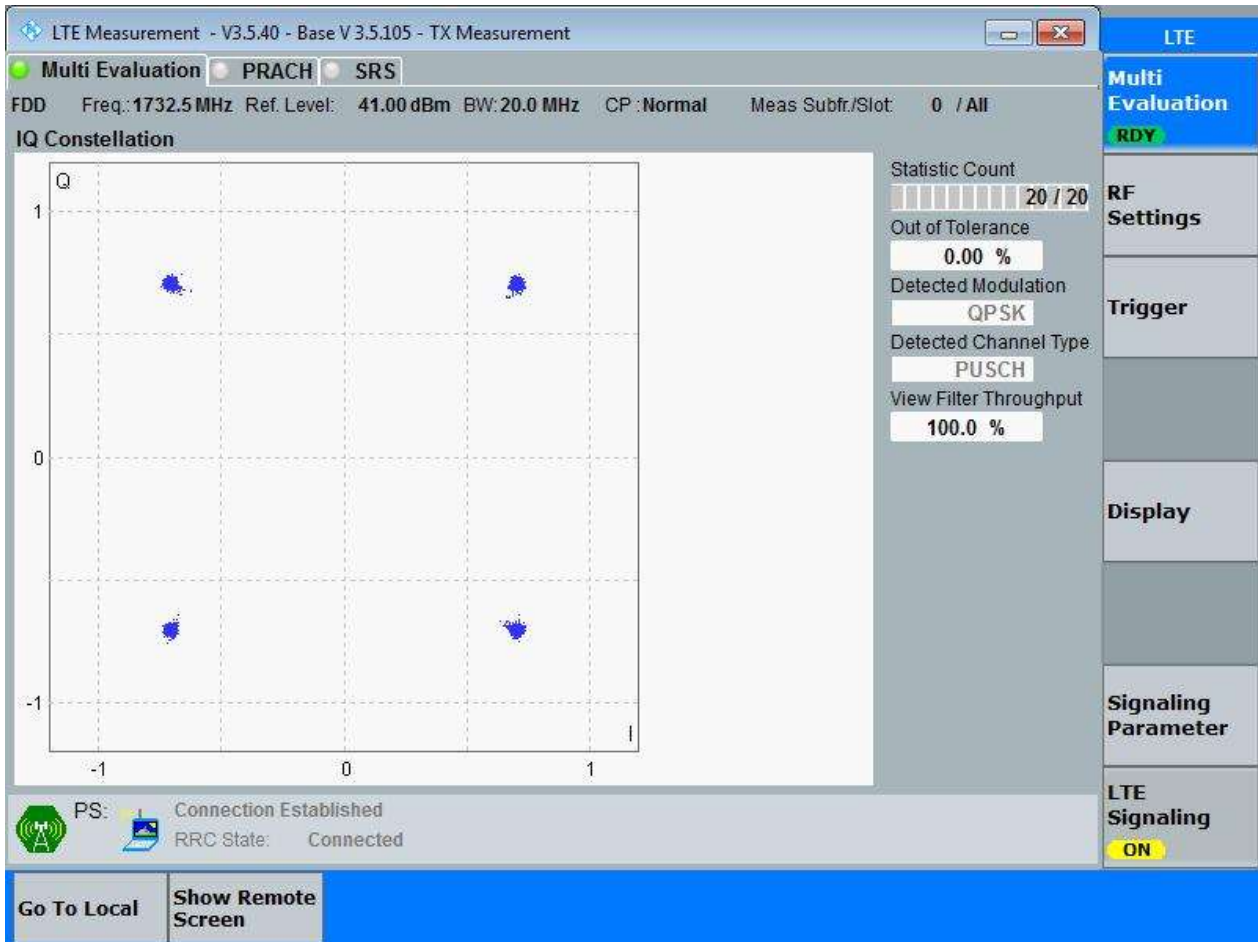 LTE Measurement - V3.5.40 - Base V 3.5.105 - TX Measurement
LTE
Multi Evaluation PRACH SRS
FDD Freq.: 1732.5 MHz Ref. Level: 41.00 dBm BW: 20.0 MHz CP : Normal Meas Subfr./Slot: 0 / All
Multi
Evaluation
RDY
IQ Constellation
Q
1
0
-1
I
-1 0 1
Statistic Count
20 / 20
Out of Tolerance
0.00 %
Detected Modulation
QPSK
Detected Channel Type
PUSCH
View Filter Throughput
100.0 %
RF
Settings
Trigger
Display
Signaling
Parameter
LTE
Signaling
ON
PS: Connection Established
RRC State: Connected
Go To Local
Show Remote
Screen